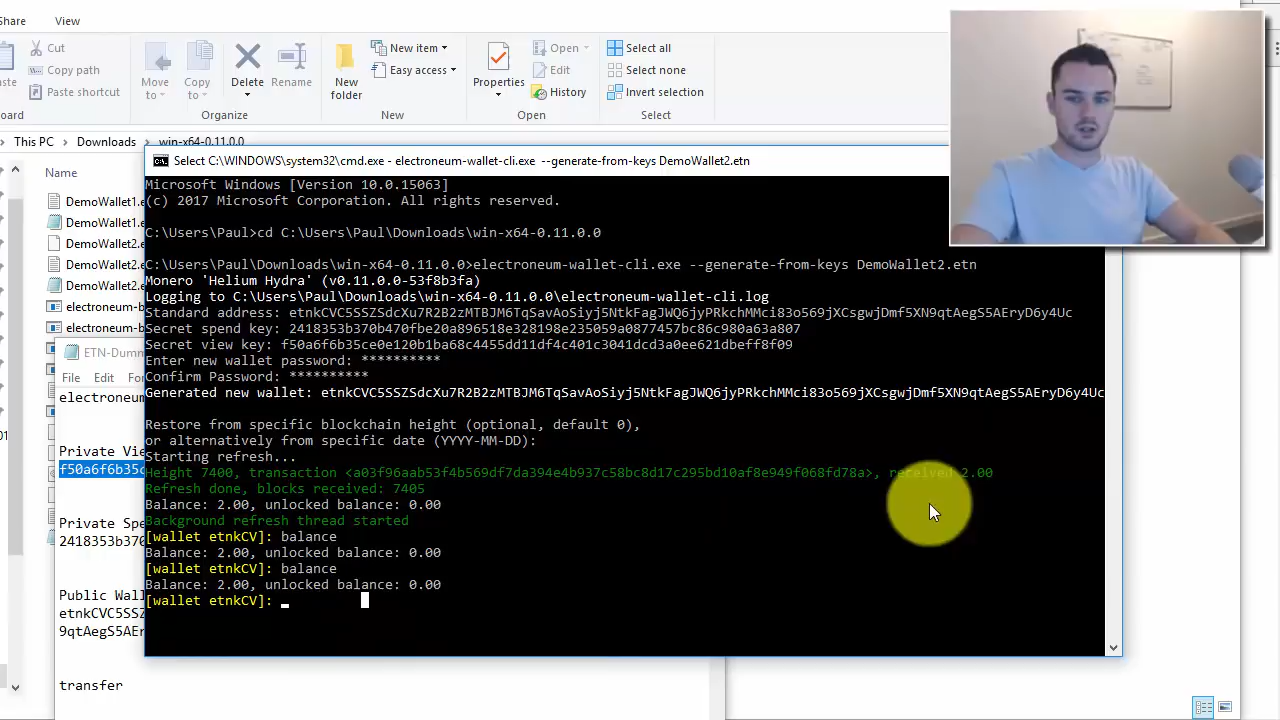 Share View
Cut
Copy path
Paste shortcut
Move to
Copy to
Delete
Rename
New folder
New item
Easy access
Properties
Open
Edit
History
Select all
Select none
Invert selection
Organize
New
Open
Select
This PC > Downloads > win-x64-0.11.0.0
Name
DemoWallet1.e
DemoWallet1.
DemoWallet2.
DemoWallet2.e
DemoWallet2.
electroneum-b
electroneum-b
Select C:\WINDOWS\system32\cmd.exe - electroneum-wallet-cli.exe --generate-from-keys DemoWallet2.etn
Microsoft Windows [Version 10.0.15063]
(c) 2017 Microsoft Corporation. All rights reserved.
C:\Users\Paul>cd C:\Users\Paul\Downloads\win-x64-0.11.0.0
C:\Users\Paul\Downloads\win-x64-0.11.0.0>electroneum-wallet-cli.exe --generate-from-keys DemoWallet2.etn
Monero 'Helium Hydra' (v0.11.0.0-53f8b3fa)
Logging to C:\Users\Paul\Downloads\win-x64-0.11.0.0\electroneum-wallet-cli.log
Standard address: etnkCVC5SSZSdcXu7R2B2zMTBJM6TqSavAoSiyj5NtkFagJWQ6jyPRkchMMci83o569jXCsgwjDmf5XN9qtAegS5AEryD6y4Uc
Secret spend key: 2418353b370b470fbe20a896518e328198e235059a0877457bc86c980a63a807
Secret view key: f50a6f6b35ce0e120b1ba68c4455dd11df4c401c3041dcd3a0ee621dbeff8f09
Enter new wallet password: **********
Confirm Password: **********
Generated new wallet: etnkCVC5SSZSdcXu7R2B2zMTBJM6TqSavAoSiyj5NtkFagJWQ6jyPRkchMMci83o569jXCsgwjDmf5XN9qtAegS5AEryD6y4Uc
Restore from specific blockchain height (optional, default 0),
or alternatively from specific date (YYYY-MM-DD):
Starting refresh...
Height 7400, transaction <a03f96aab53f4b569df7da394e4b937c58bc8d17c295bd10af8e949f068fd78a>, received 2.00
Refresh done, blocks received: 7405
Balance: 2.00, unlocked balance: 0.00
Background refresh thread started
[wallet etnkCV]: balance
Balance: 2.00, unlocked balance: 0.00
[wallet etnkCV]: balance
Balance: 2.00, unlocked balance: 0.00
[wallet etnkCV]:
ETN-Dumm
File Edit
electroneum
Private Vie
f50a6f6b35c
Private Spe
2418353b370
Public Wal
etnkCVC5SSZ
9qtAegS5AE
transfer